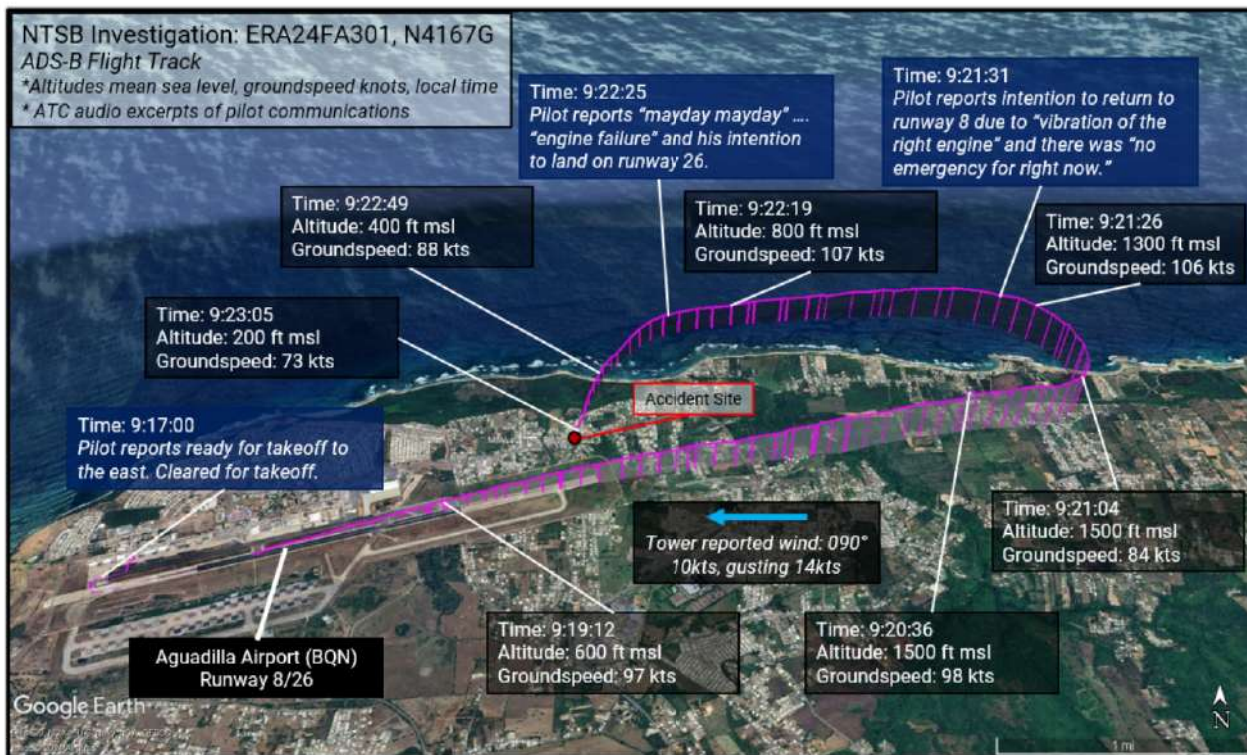 NTSB Investigation: ERA24FA301, N4167G
ADS-B Flight Track
*Altitudes mean sea level, groundspeed knots, local time
* ATC audio excerpts of pilot communications
Time: 9:22:25
Pilot reports “mayday mayday” ....
“engine failure” and his intention
to land on runway 26.
Time: 9:21:31
Pilot reports intention to return to
runway 8 due to “vibration of the
right engine” and there was “no
emergency for right now.”
Time: 9:22:49
Altitude: 400 ft msl
Groundspeed: 88 kts
Time: 9:22:19
Altitude: 800 ft msl
Groundspeed: 107 kts
Time: 9:21:26
Altitude: 1300 ft msl
Groundspeed: 106 kts
Time: 9:23:05
Altitude: 200 ft msl
Groundspeed: 73 kts
Accident Site
Time: 9:17:00
Pilot reports ready for takeoff to
the east. Cleared for takeoff.
Tower reported wind: 090°
10kts, gusting 14kts
Time: 9:21:04
Altitude: 1500 ft msl
Groundspeed: 84 kts
Time: 9:19:12
Altitude: 600 ft msl
Groundspeed: 97 kts
Time: 9:20:36
Altitude: 1500 ft msl
Groundspeed: 98 kts
Aguadilla Airport (BQN)
Runway 8/26
Google Earth
N
1 mi